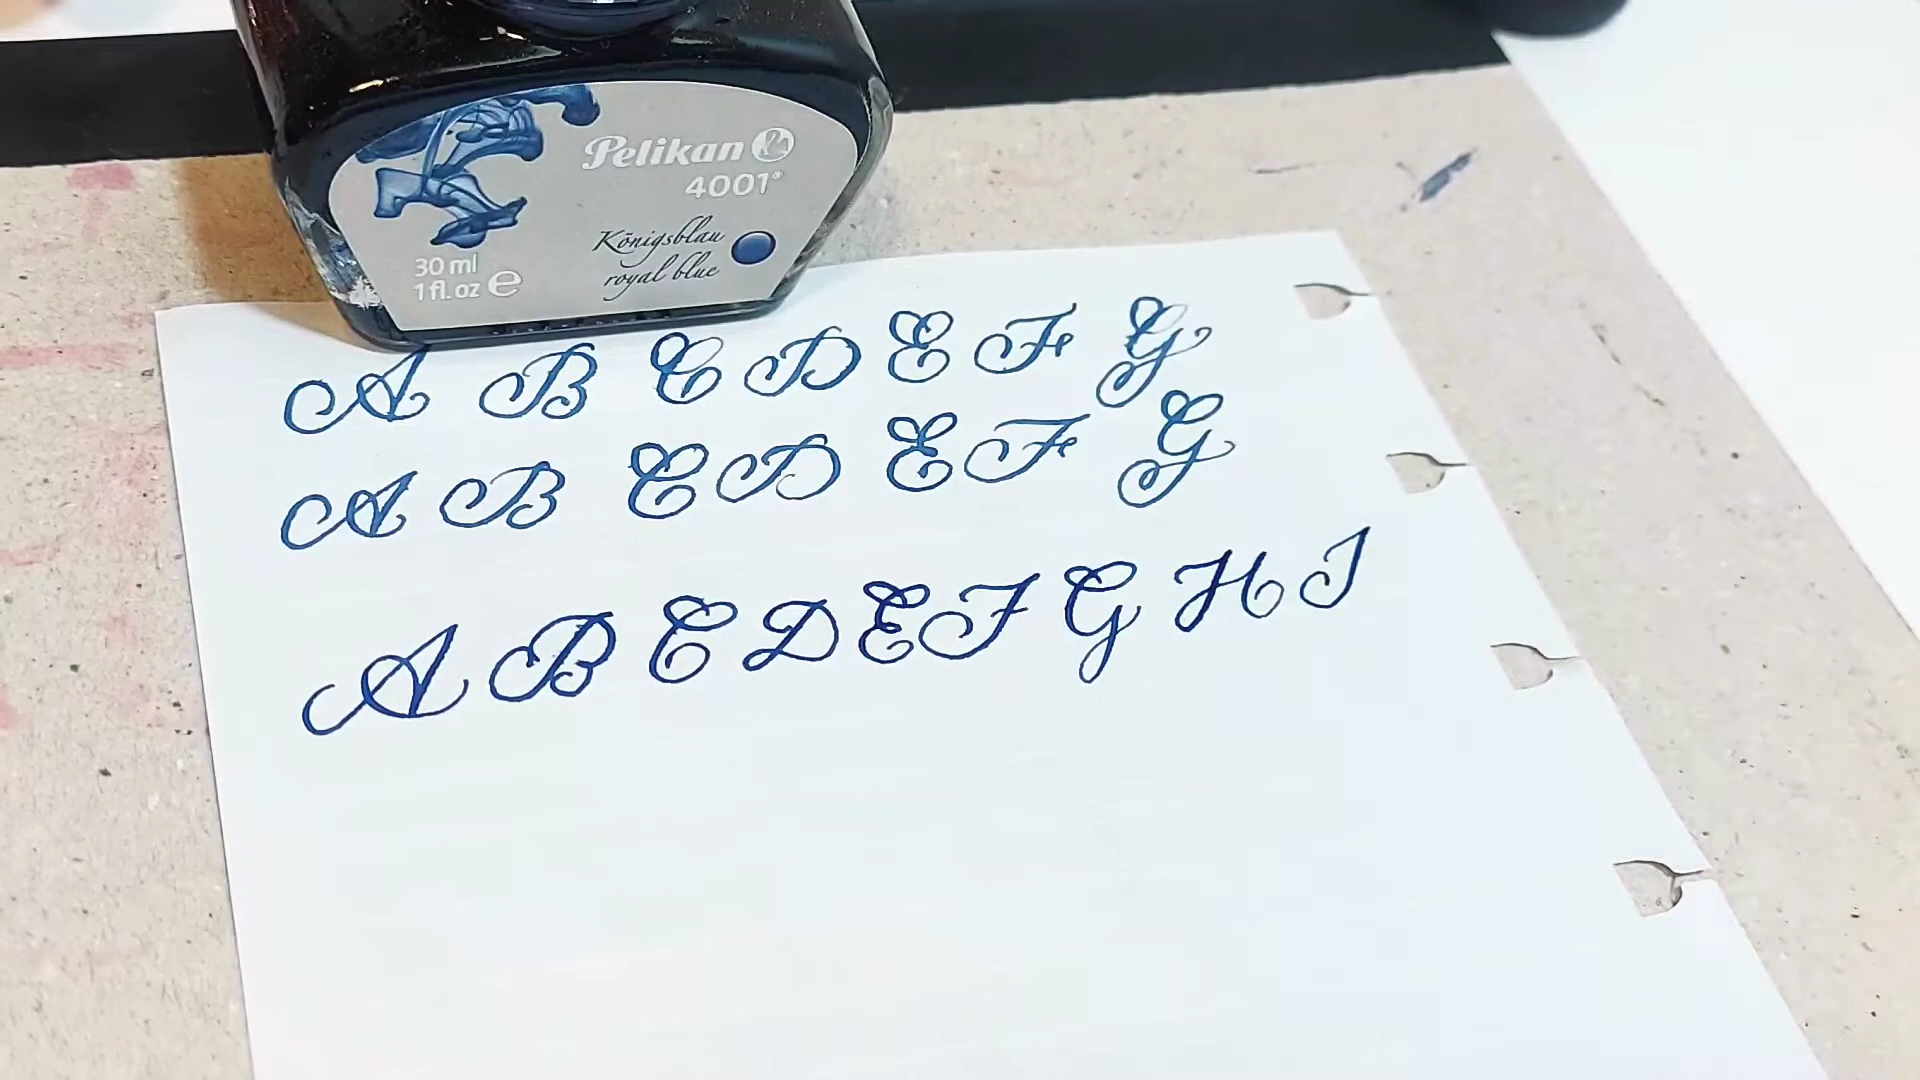 Pelikan
4001®
Königsblau
royal blue
30 ml
1 fl. oz e
A B C D E F G
A B C D E F G
A B C D E F G H I